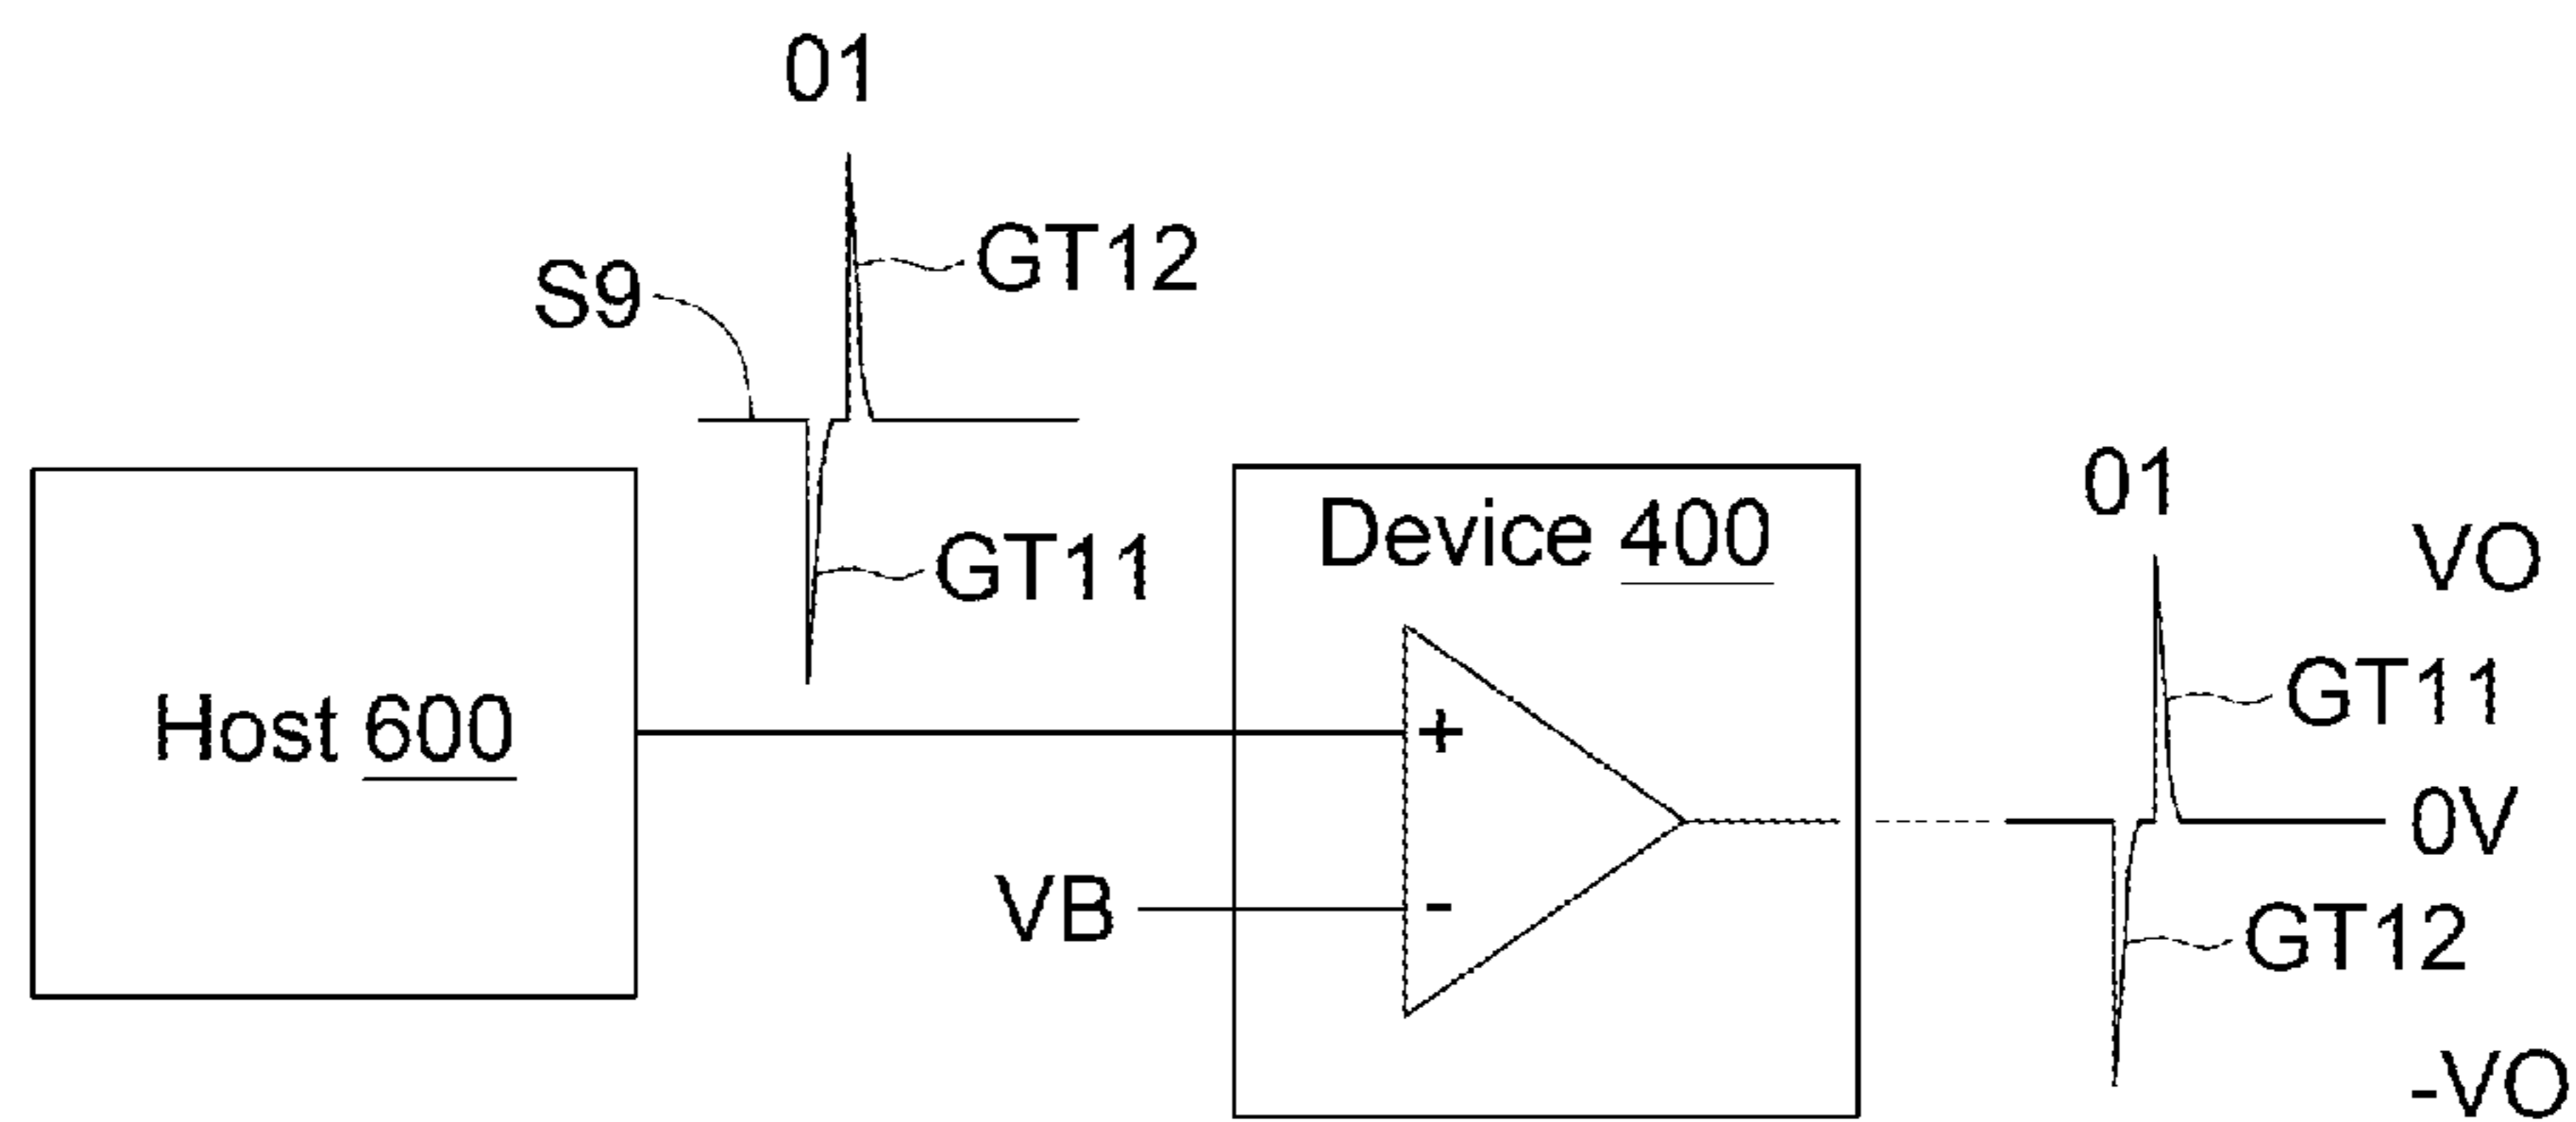 01
GT12
S9
GT11
01
VO
Device 400
Host 600
+
GT11
0V
VB
-
GT12
-VO